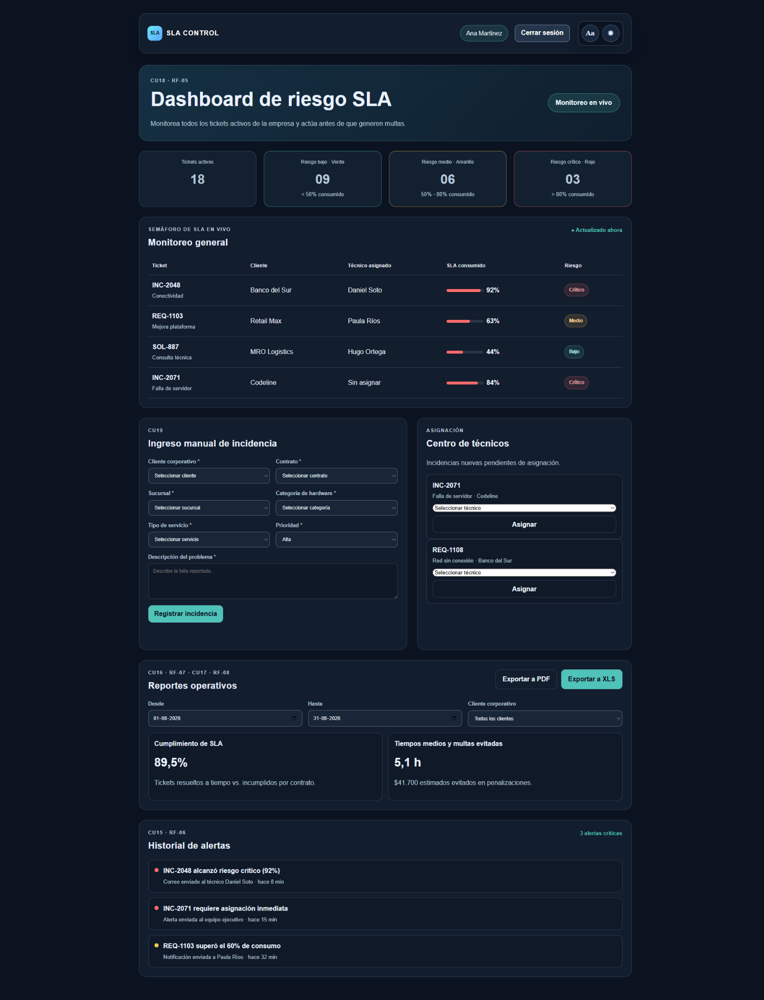 SLA
SLA CONTROL
Ana Martínez
Cerrar sesión
Aa
CU18 · RF-05
Dashboard de riesgo SLA
Monitorea todos los tickets activos de la empresa y actúa antes de que generen multas.
Monitoreo en vivo
Tickets activos
18
Riesgo bajo · Verde
09
< 50% consumido
Riesgo medio · Amarillo
06
50% - 80% consumido
Riesgo crítico · Rojo
03
> 80% consumido
SEMÁFORO DE SLA EN VIVO
Monitoreo general
Actualizado ahora
Ticket Cliente Técnico asignado SLA consumido Riesgo
INC-2048
Conectividad
Banco del Sur Daniel Soto 92% Crítico
REQ-1103
Mejora plataforma
Retail Max Paula Ríos 63% Medio
SOL-887
Consulta técnica
MRO Logistics Hugo Ortega 44% Bajo
INC-2071
Falla de servidor
Codeline Sin asignar 84% Crítico
CU19
Ingreso manual de incidencia
Cliente corporativo * Contrato *
Seleccionar cliente Seleccionar contrato
Sucursal * Categoría de hardware *
Seleccionar sucursal Seleccionar categoría
Tipo de servicio * Prioridad *
Seleccionar servicio Alta
Descripción del problema *
Describe la falla reportada...
Registrar incidencia
ASIGNACIÓN
Centro de técnicos
Incidencias nuevas pendientes de asignación.
INC-2071
Falla de servidor · Codeline
Seleccionar técnico
Asignar
REQ-1108
Red sin conexión · Banco del Sur
Seleccionar técnico
Asignar
CU16 · RF-07 · CU17 · RF-08
Reportes operativos
Exportar a PDF
Exportar a XLS
Desde Hasta Cliente corporativo
01-08-2026 31-08-2026 Todos los clientes
Cumplimiento de SLA
89,5%
Tickets resueltos a tiempo vs. incumplidos por contrato.
Tiempos medios y multas evitadas
5,1 h
$41.700 estimados evitados en penalizaciones.
CU15 · RF-06
Historial de alertas
3 alertas críticas
INC-2048 alcanzó riesgo crítico (92%)
Correo enviado al técnico Daniel Soto · hace 8 min
INC-2071 requiere asignación inmediata
Alerta enviada al equipo ejecutivo · hace 15 min
REQ-1103 superó el 60% de consumo
Notificación enviada a Paula Ríos · hace 32 min